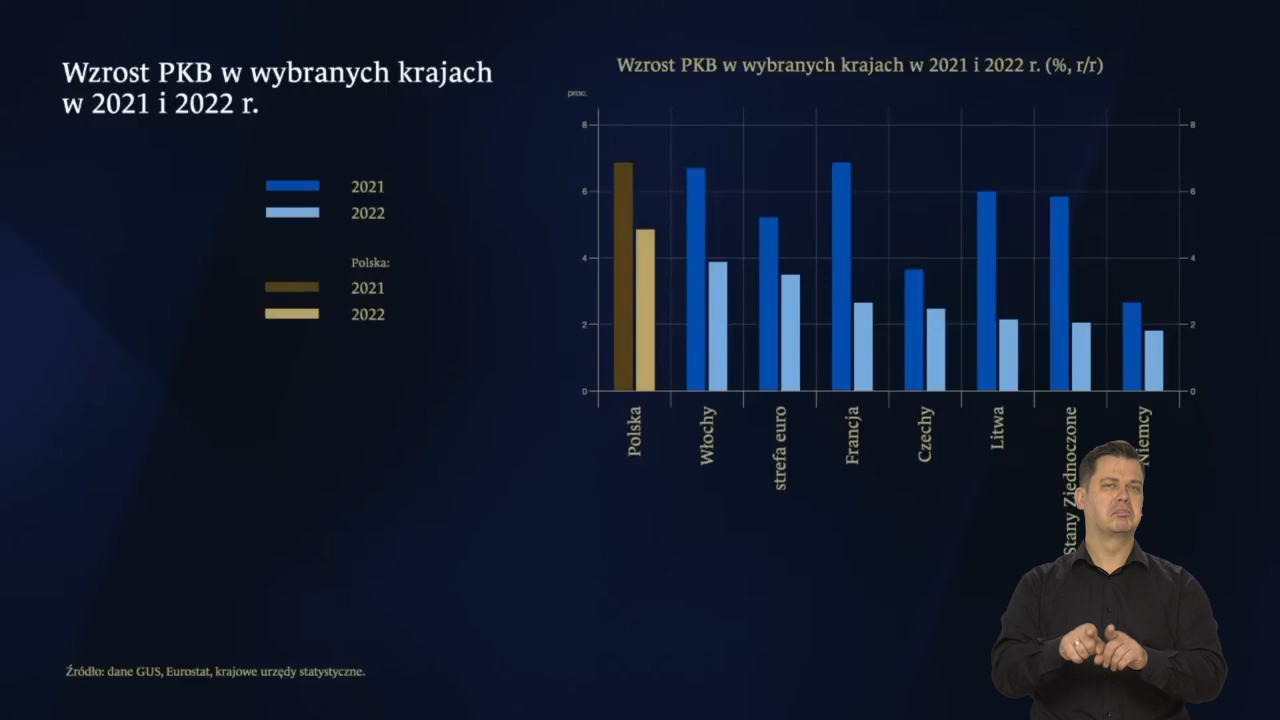 Wzrost PKB w wybranych krajach
w 2021 i 2022 r.
2021
2022
Polska:
2021
2022
Wzrost PKB w wybranych krajach w 2021 i 2022 r. (%, r/r)
proc.
8
6
4
2
0
8
6
4
2
0
Polska
Włochy
strefa euro
Francja
Czechy
Litwa
Stany Zjednoczone
Niemcy
Źródło: dane GUS, Eurostat, krajowe urzędy statystyczne.